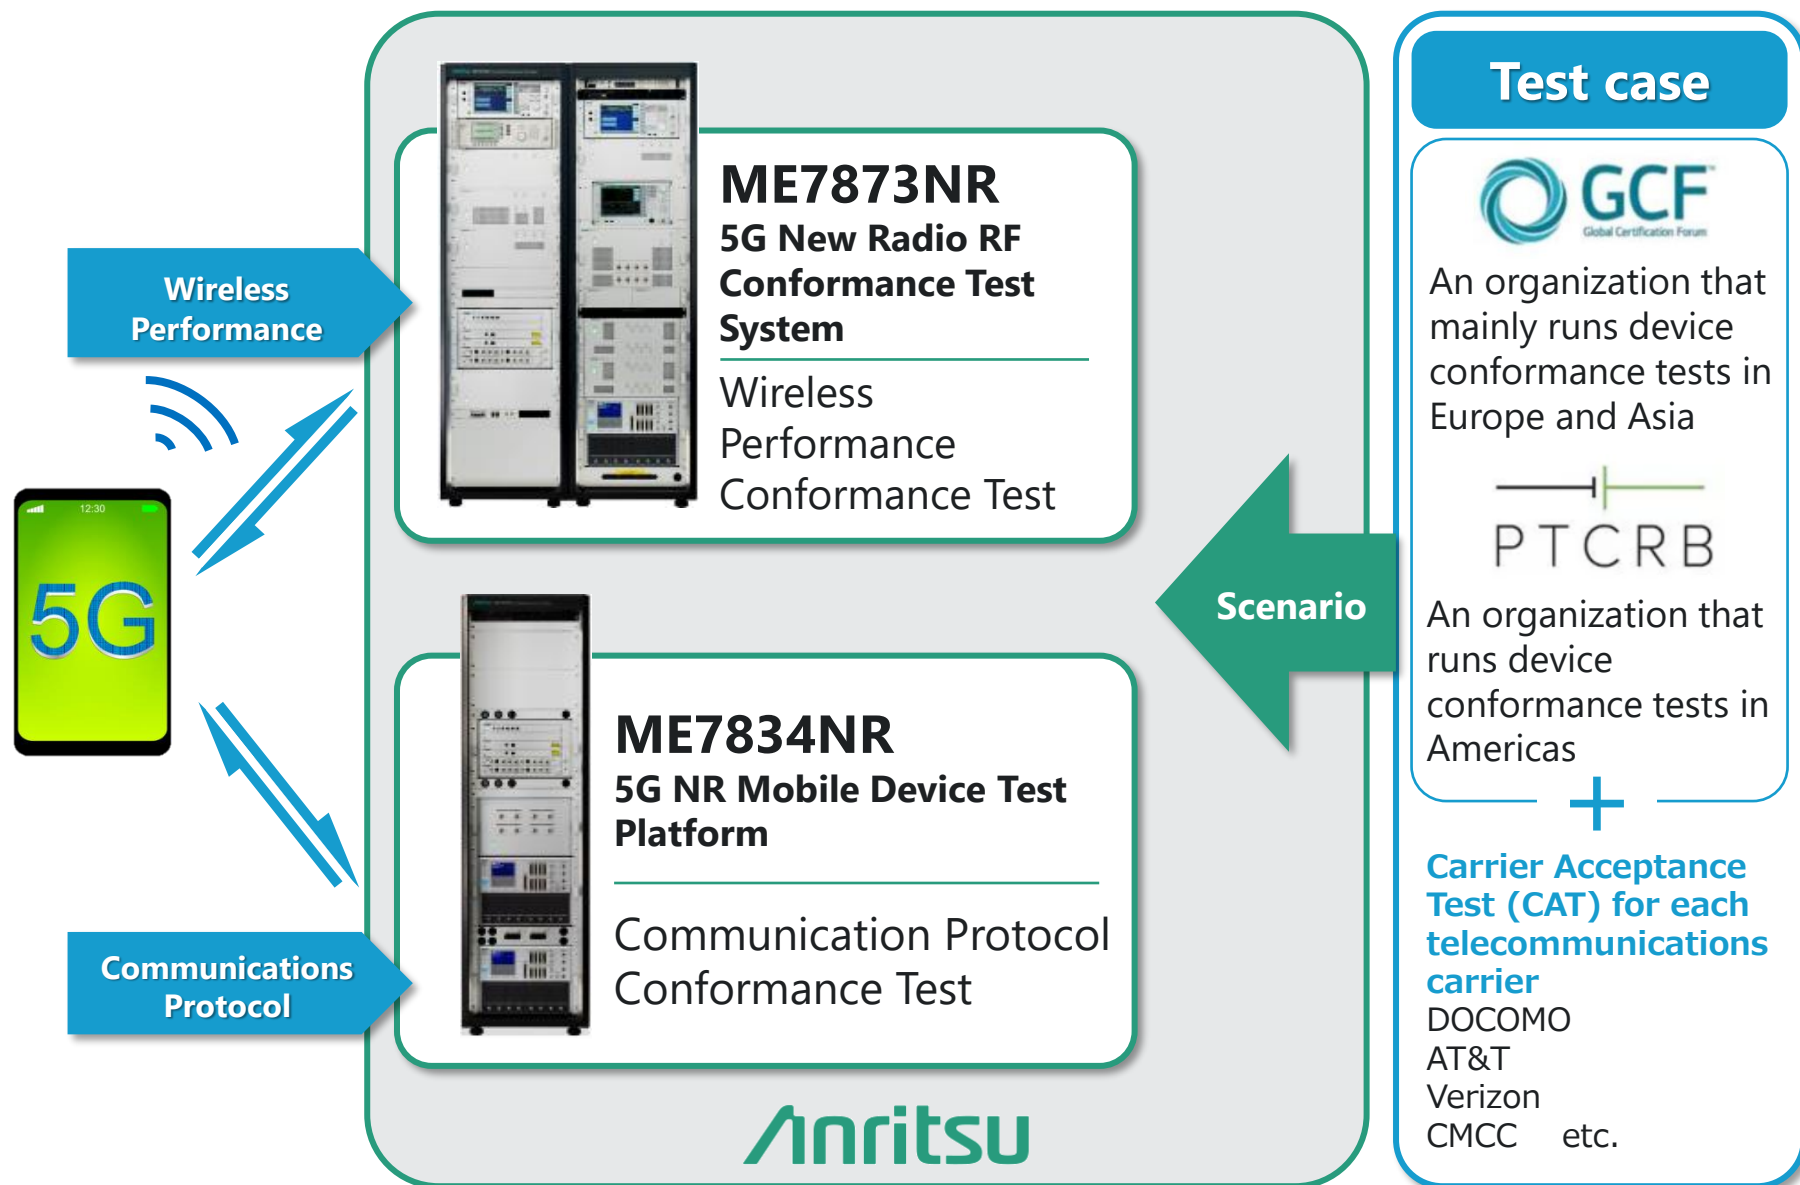 Wireless
Performance
12:30
5G
Communications
Protocol
ME7873NR
5G New Radio RF
Conformance Test
System
Wireless
Performance
Conformance Test
ME7834NR
5G NR Mobile Device Test
Platform
Communication Protocol
Conformance Test
Anritsu
Scenario
Test case
GCF™
Global Certification Forum
An organization that
mainly runs device
conformance tests in
Europe and Asia
PTCRB
An organization that
runs device
conformance tests in
Americas
+
Carrier Acceptance
Test (CAT) for each
telecommunications
carrier
DOCOMO
AT&T
Verizon
CMCC etc.